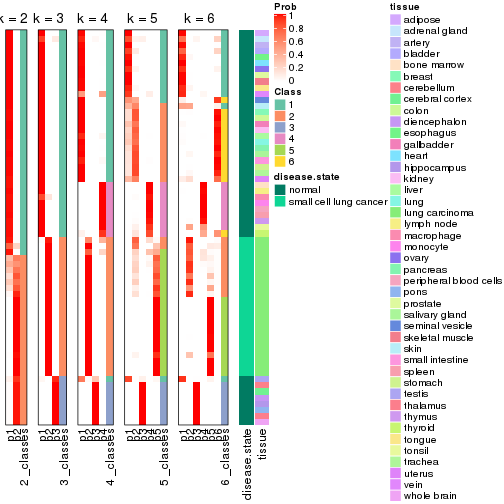 k = 2
k = 3
k = 4
k = 5
k = 6
p1
p2
2_classes
p1
p2
p3
3_classes
p1
p2
p3
p4
4_classes
p1
p2
p3
p4
p5
5_classes
p1
p2
p3
p4
p5
p6
6_classes
disease.state
tissue
Prob
1
0.8
0.6
0.4
0.2
0
Class
1
2
3
4
5
6
disease.state
normal
small cell lung cancer
tissue
adipose
adrenal gland
artery
bladder
bone marrow
breast
cerebellum
cerebral cortex
colon
diencephalon
esophagus
gallbladder
heart
hippocampus
kidney
liver
lung
lung carcinoma
lymph node
macrophage
monocyte
ovary
pancreas
peripheral blood cells
pons
prostate
salivary gland
seminal vesicle
skeletal muscle
skin
small intestine
spleen
stomach
testis
thalamus
thymus
thyroid
tongue
tonsil
trachea
uterus
vein
whole brain